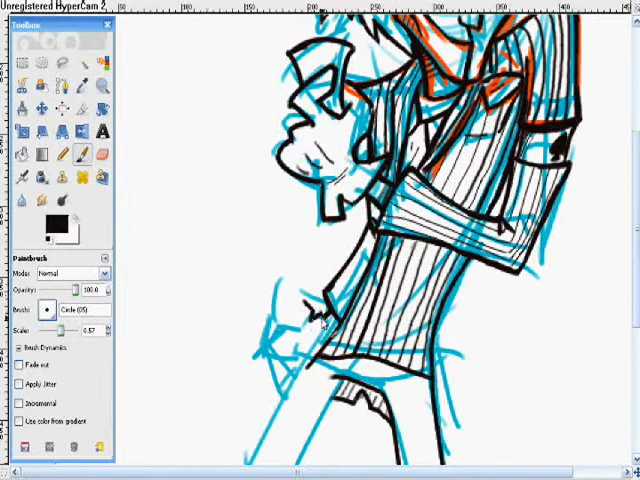 Unregistered HyperCam 2
Toolbox
Paintbrush
Mode: Normal
Opacity: 100.0
Brush: Circle (05)
Scale: 0.57
Brush Dynamics
Fade out
Apply Jitter
Incremental
Use color from gradient